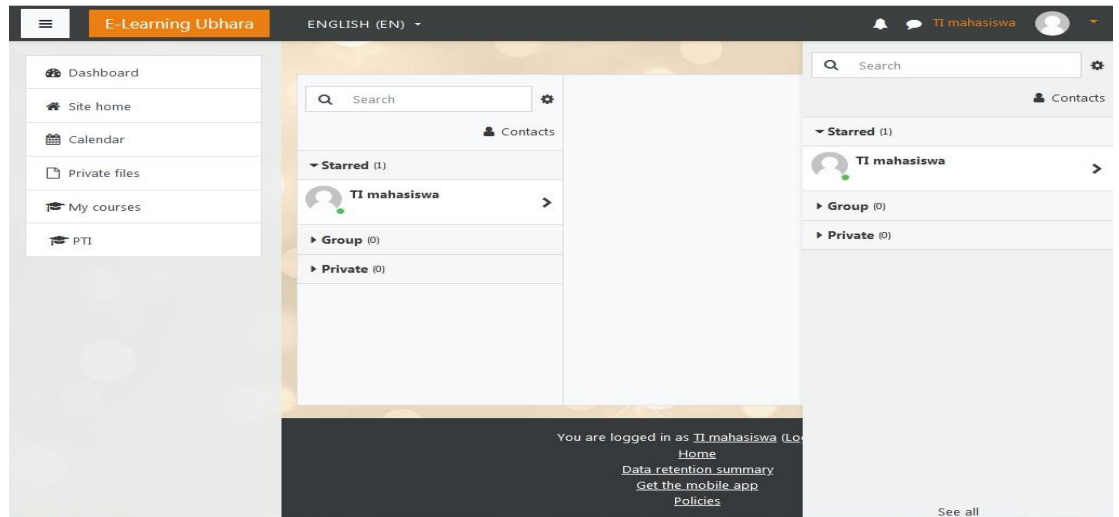 E-Learning Ubhara
ENGLISH (EN)
TI mahasiswa
Dashboard
Site home
Calendar
Private files
My courses
PTI
Search
Contacts
Starred (1)
TI mahasiswa
Group (0)
Private (0)
Search
Contacts
Starred (1)
TI mahasiswa
Group (0)
Private (0)
See all
You are logged in as TI mahasiswa (Lo
Home
Data retention summary
Get the mobile app
Policies